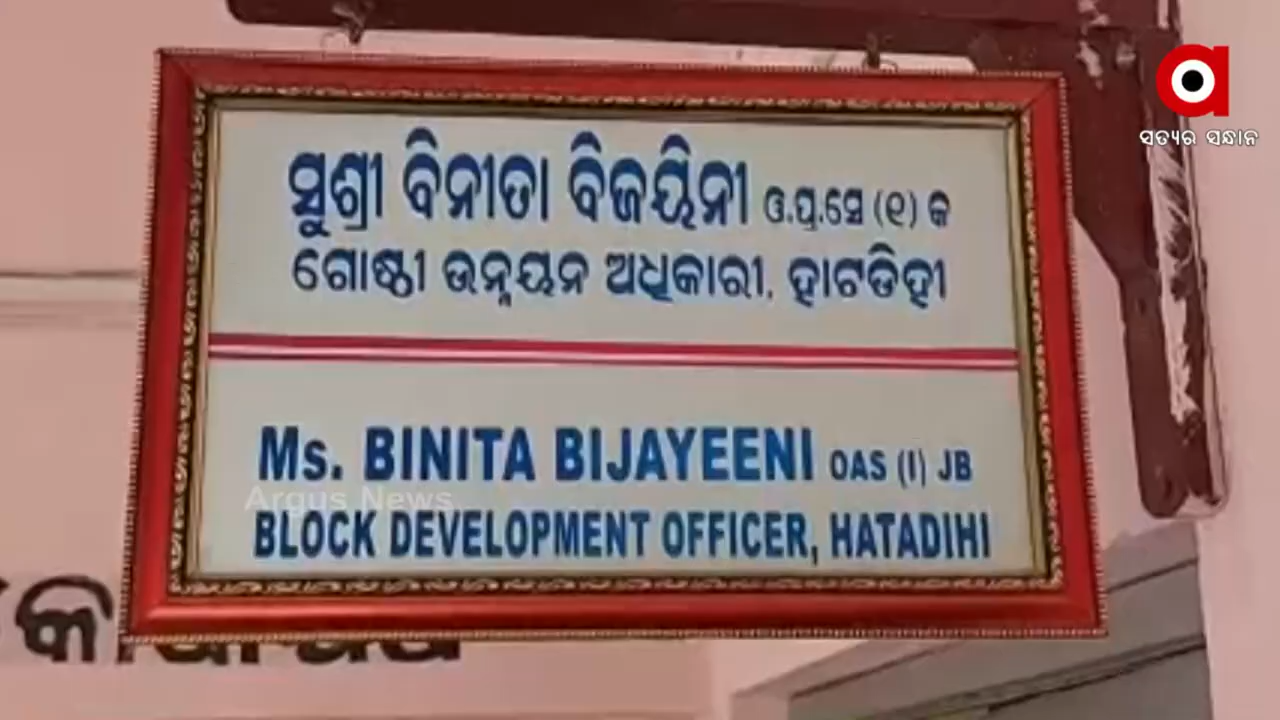 ସତ୍ୟର ସନ୍ଧାନ
ସୁଶ୍ରୀ ବିନୀତା ବିଜୟିନୀ ଓ.ପ୍ର.ସେ (୧) କ
ଗୋଷ୍ଠୀ ଉନ୍ନୟନ ଅଧିକାରୀ, ହାଟଡିହୀ
Ms. BINITA BIJAYEENI OAS (I) JB
Argus News
BLOCK DEVELOPMENT OFFICER, HATADIHI